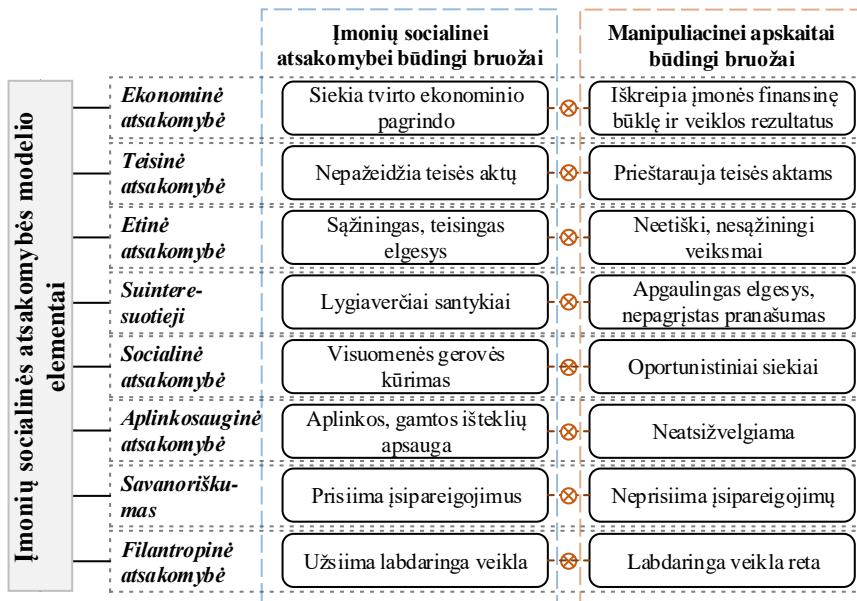 Įmonių socialinei
atsakomybei būdingi bruožai
Manipuliacinei apskaitai
būdingi bruožai
Įmonių socialinės atsakomybės modelio
elementai
Ekonominė
atsakomybė
Siekia tvirto ekonominio
pagrindo
Iškreipia įmonės finansinę
būklę ir veiklos rezultatus
Teisinė
atsakomybė
Nepažeidžia teisės aktų
Prieštarauja teisės aktams
Etinė
atsakomybė
Sąžiningas, teisingas
elgesys
Neetiški, nesąžiningi
veiksmai
Suintere-
suotieji
Lygiaverčiai santykiai
Apgaulingas elgesys,
nepagrįstas pranašumas
Socialinė
atsakomybė
Visuomenės gerovės
kūrimas
Oportunistiniai siekiai
Aplinkosauginė
atsakomybė
Aplinkos, gamtos išteklių
apsauga
Neatsižvelgiama
Savanorišku-
mas
Prisiima įsipareigojimus
Neprisiima įsipareigojimų
Filantropinė
atsakomybė
Užsiima labdaringa veikla
Labdaringa veikla reta